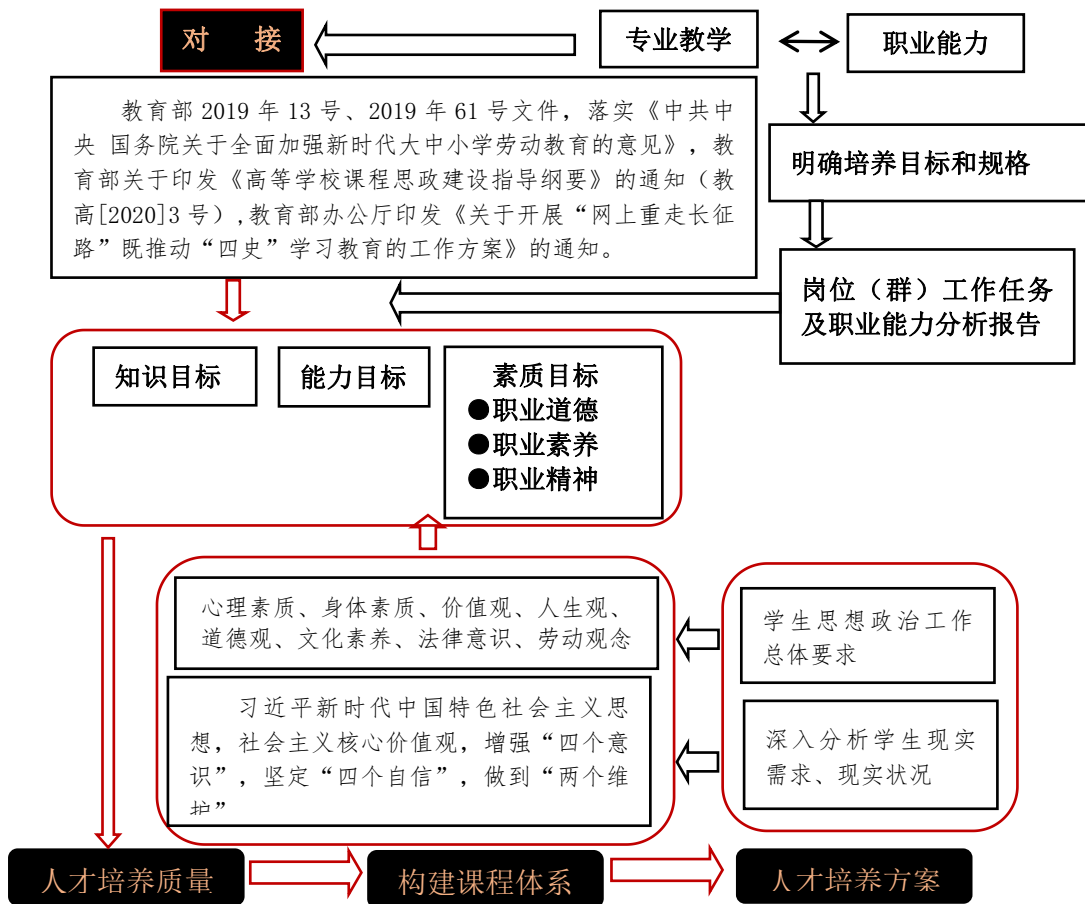 对 接
专业教学
职业能力
教育部 2019 年 13 号、2019 年 61 号文件，落实《中共中
央 国务院关于全面加强新时代大中小学劳动教育的意见》，教
育部关于印发《高等学校课程思政建设指导纲要》的通知（教
高[2020]3 号）,教育部办公厅印发《关于开展“网上重走长征
路”既推动“四史”学习教育的工作方案》的通知。
明确培养目标和规格
岗位（群）工作任务
及职业能力分析报告
知识目标
能力目标
素质目标
●职业道德
●职业素养
●职业精神
心理素质、身体素质、价值观、人生观、
道德观、文化素养、法律意识、劳动观念
学生思想政治工作
总体要求
习近平新时代中国特色社会主义思
想，社会主义核心价值观，增强“四个意
识”，坚定“四个自信”，做到“两个维
护”
深入分析学生现实
需求、现实状况
人才培养质量
构建课程体系
人才培养方案